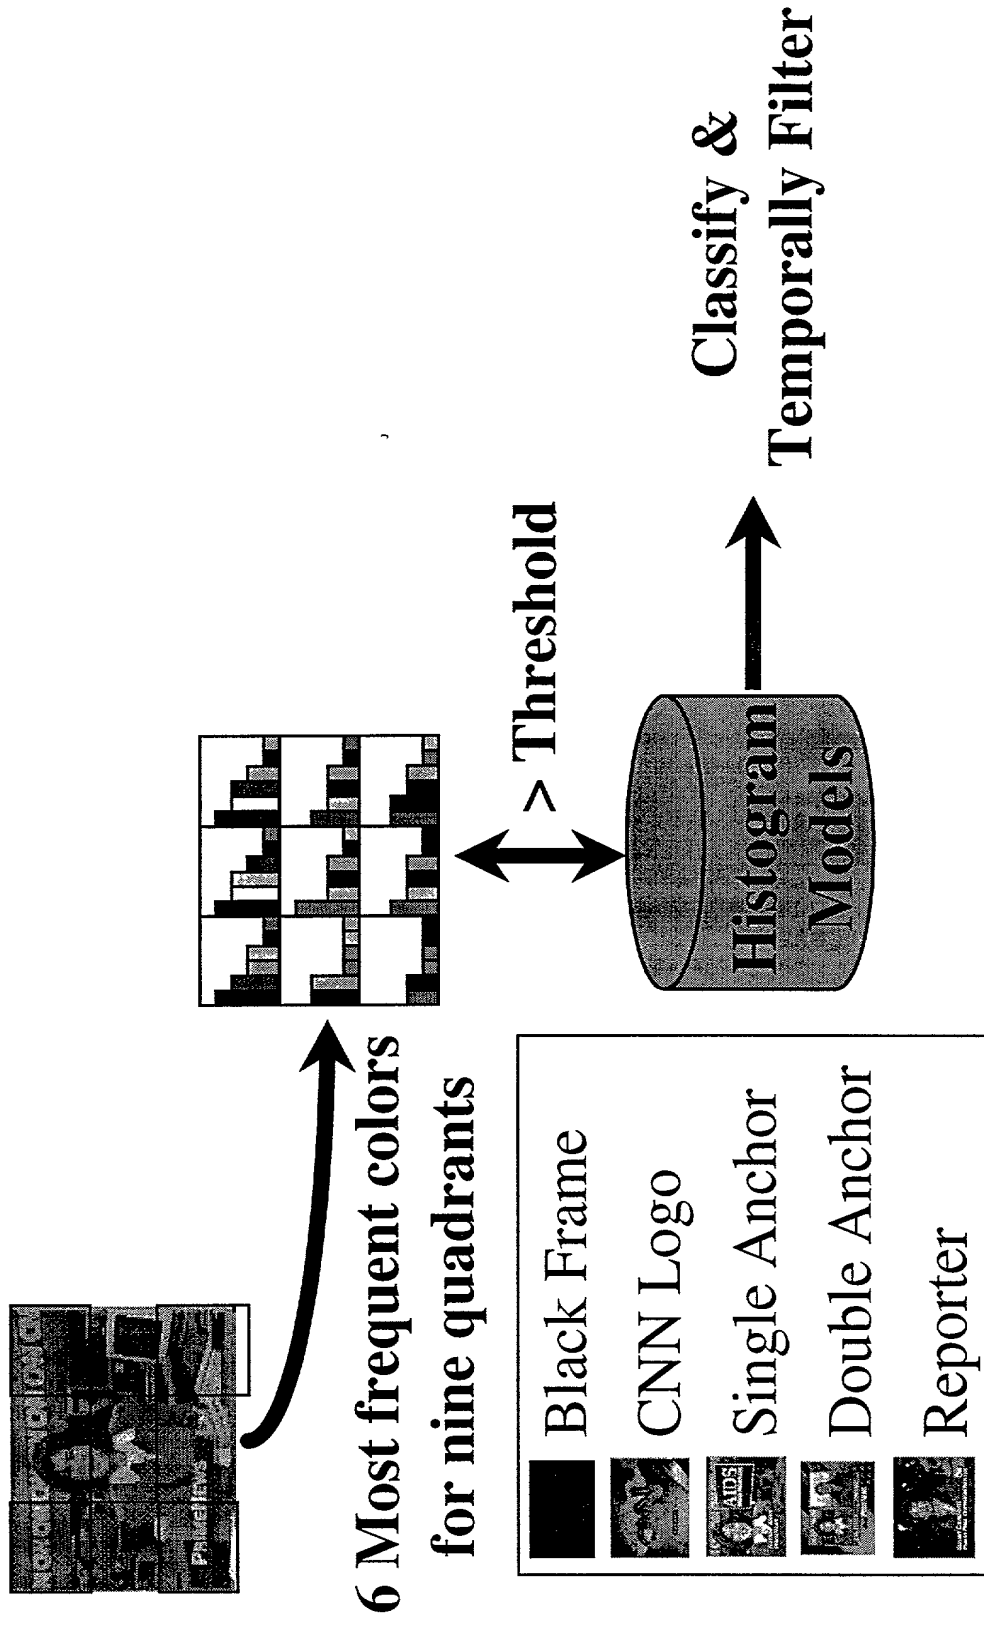 6 Most frequent colors
for nine quadrants
> Threshold
Histogram
Models
Classify &
Temporally Filter
Black Frame
CNN Logo
Single Anchor
AIDS
Double Anchor
Reporter